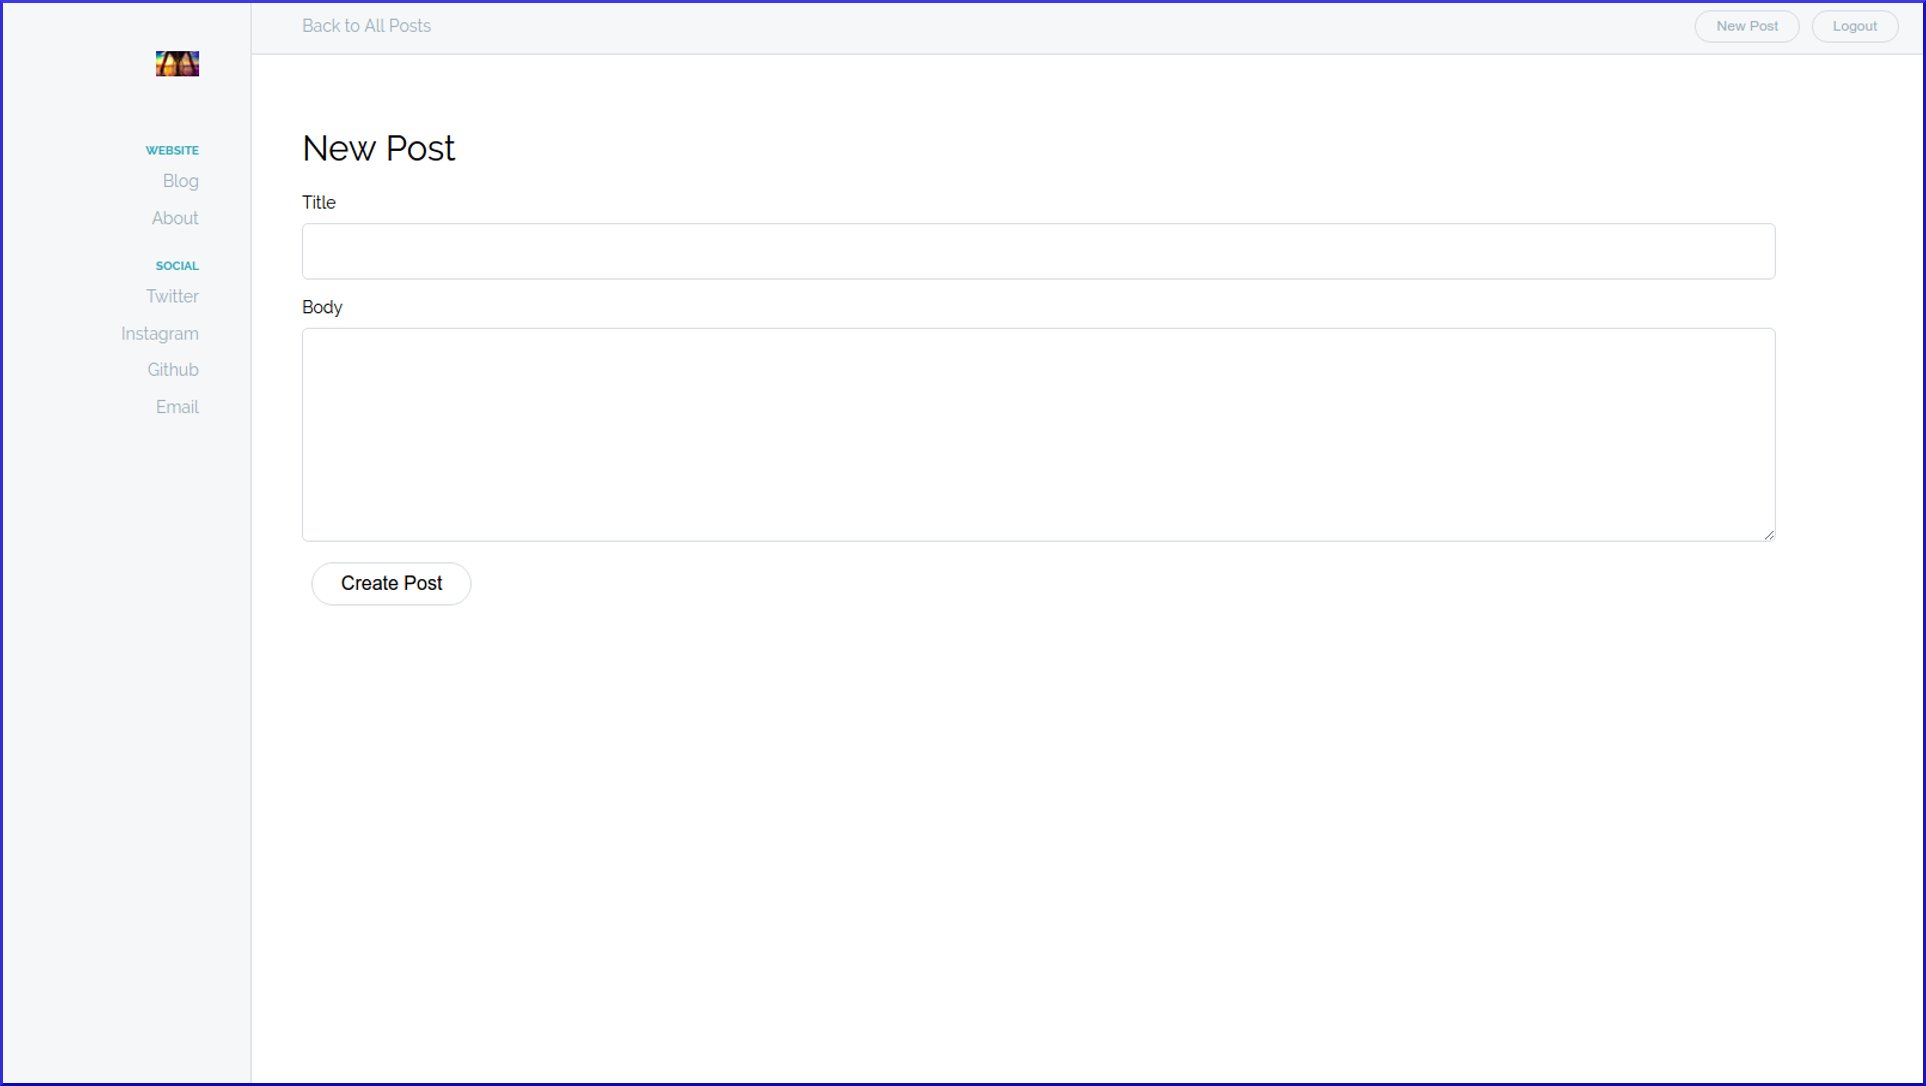 Back to All Posts
New Post
Logout
WEBSITE
Blog
About
SOCIAL
Twitter
Instagram
Github
Email
New Post
Title
Body
Create Post